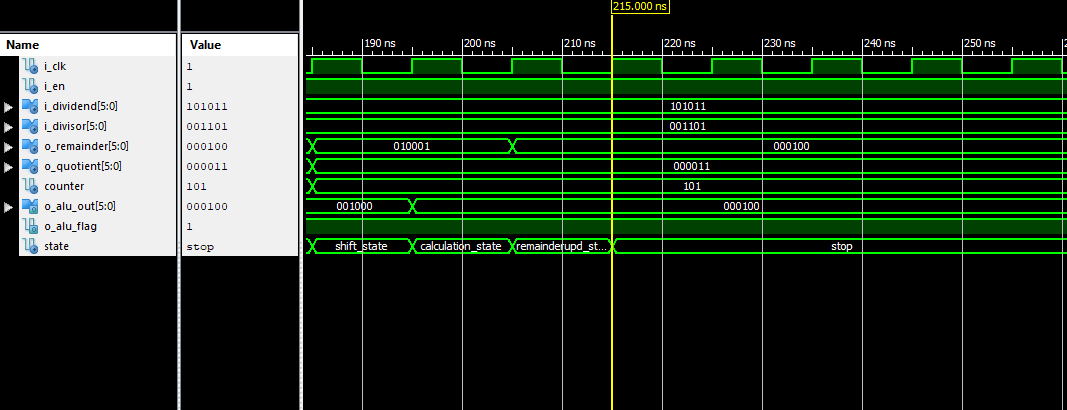 215.000 ns
Name Value 190 ns 200 ns 210 ns 220 ns 230 ns 240 ns 250 ns 2
i_clk 1
i_en 1
i_dividend[5:0] 101011 101011
i_divisor[5:0] 001101 001101
o_remainder[5:0] 000100 010001 000100
o_quotient[5:0] 000011 000011
counter 101 101
o_alu_out[5:0] 000100 001000 000100
o_alu_flag 1
state stop shift_state calculation_state remainderupd_st... stop